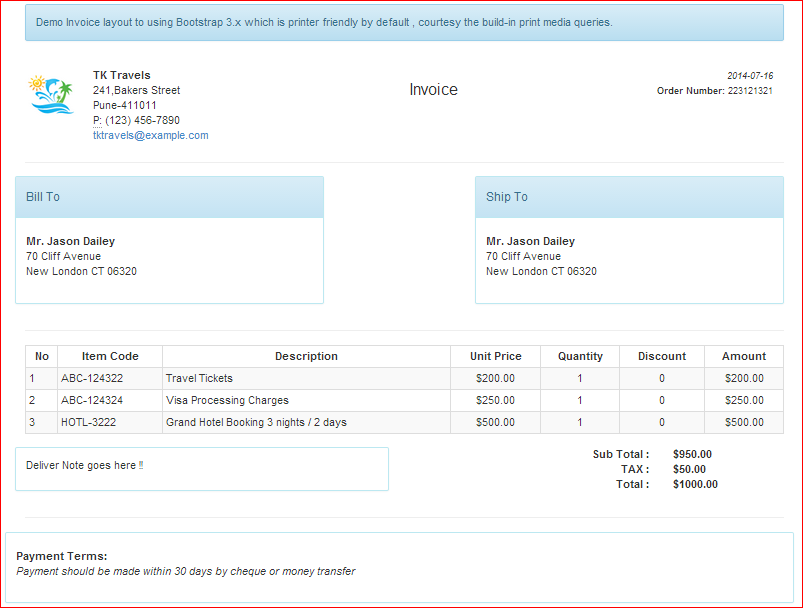 Demo Invoice layout to using Bootstrap 3.x which is printer friendly by default , courtesy the build-in print media queries.
TK Travels
241,Bakers Street
Pune-411011
P: (123) 456-7890
tktravels@example.com
Invoice
2014-07-16
Order Number: 223121321
Bill To
Mr. Jason Dailey
70 Cliff Avenue
New London CT 06320
Ship To
Mr. Jason Dailey
70 Cliff Avenue
New London CT 06320
No Item Code Description Unit Price Quantity Discount Amount
1 ABC-124322 Travel Tickets $200.00 1 0 $200.00
2 ABC-124324 Visa Processing Charges $250.00 1 0 $250.00
3 HOTL-3222 Grand Hotel Booking 3 nights / 2 days $500.00 1 0 $500.00
Deliver Note goes here !!
Sub Total : $950.00
TAX : $50.00
Total : $1000.00
Payment Terms:
Payment should be made within 30 days by cheque or money transfer